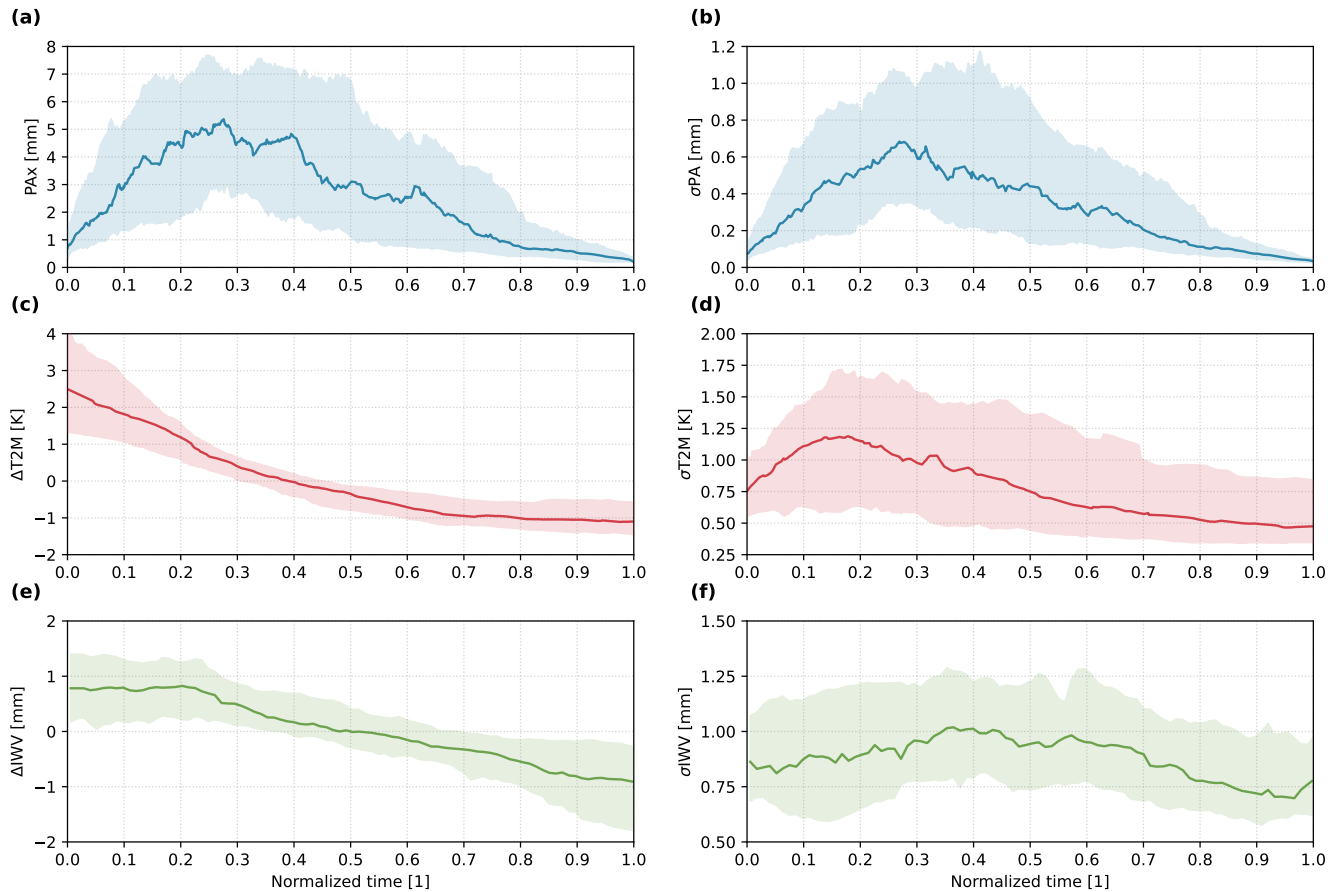 (a)
PAx [mm]
8
7
6
5
4
3
2
1
0
0.0 0.1 0.2 0.3 0.4 0.5 0.6 0.7 0.8 0.9 1.0
(b)
σPA [mm]
1.2
1.0
0.8
0.6
0.4
0.2
0.0
0.0 0.1 0.2 0.3 0.4 0.5 0.6 0.7 0.8 0.9 1.0
(c)
ΔT2M [K]
4
3
2
1
0
−1
−2
0.0 0.1 0.2 0.3 0.4 0.5 0.6 0.7 0.8 0.9 1.0
(d)
σT2M [K]
2.00
1.75
1.50
1.25
1.00
0.75
0.50
0.25
0.0 0.1 0.2 0.3 0.4 0.5 0.6 0.7 0.8 0.9 1.0
(e)
ΔIWV [mm]
2
1
0
−1
−2
0.0 0.1 0.2 0.3 0.4 0.5 0.6 0.7 0.8 0.9 1.0
Normalized time [1]
(f)
σIWV [mm]
1.50
1.25
1.00
0.75
0.50
0.0 0.1 0.2 0.3 0.4 0.5 0.6 0.7 0.8 0.9 1.0
Normalized time [1]